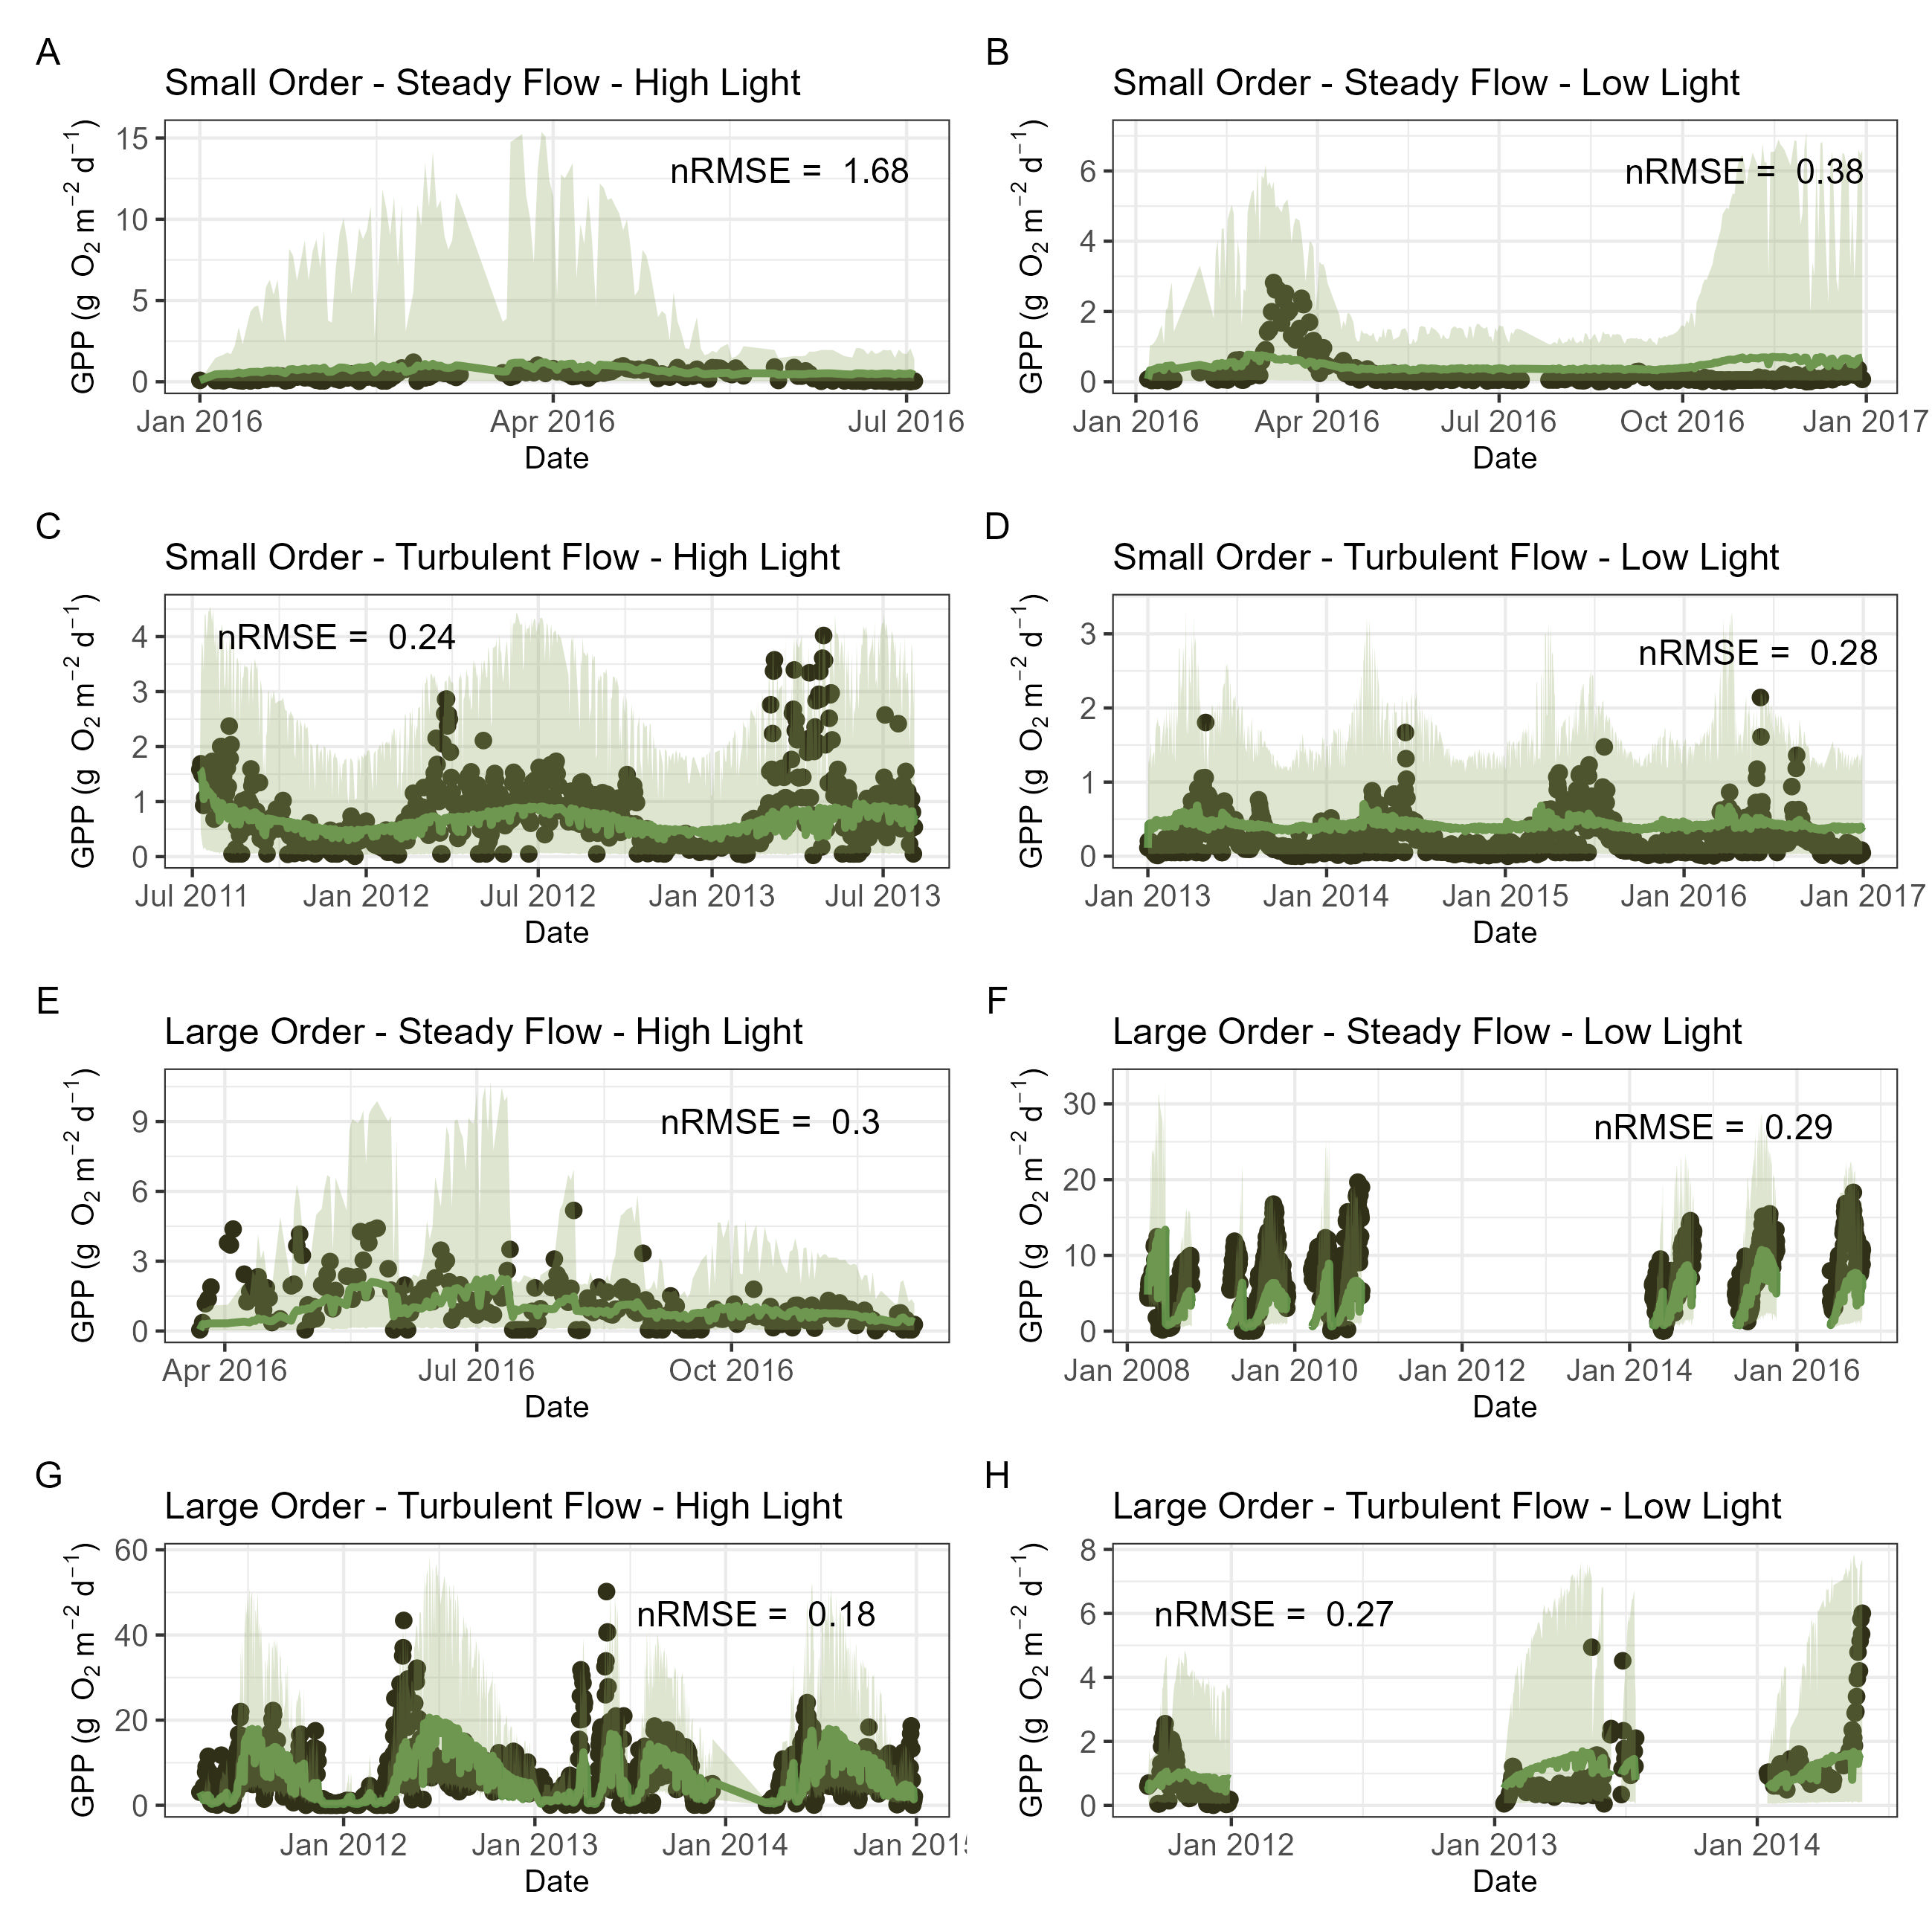 A
Small Order - Steady Flow - High Light
GPP (g O₂ m⁻² d⁻¹)
15
10
5
0
nRMSE = 1.68
Jan 2016 Apr 2016 Jul 2016
Date
B
Small Order - Steady Flow - Low Light
GPP (g O₂ m⁻² d⁻¹)
6
4
2
0
nRMSE = 0.38
Jan 2016 Apr 2016 Jul 2016 Oct 2016 Jan 2017
Date
C
Small Order - Turbulent Flow - High Light
GPP (g O₂ m⁻² d⁻¹)
4
3
2
1
0
nRMSE = 0.24
Jul 2011 Jan 2012 Jul 2012 Jan 2013 Jul 2013
Date
D
Small Order - Turbulent Flow - Low Light
GPP (g O₂ m⁻² d⁻¹)
3
2
1
0
nRMSE = 0.28
Jan 2013 Jan 2014 Jan 2015 Jan 2016 Jan 2017
Date
E
Large Order - Steady Flow - High Light
GPP (g O₂ m⁻² d⁻¹)
9
6
3
0
nRMSE = 0.3
Apr 2016 Jul 2016 Oct 2016
Date
F
Large Order - Steady Flow - Low Light
GPP (g O₂ m⁻² d⁻¹)
30
20
10
0
nRMSE = 0.29
Jan 2008 Jan 2010 Jan 2012 Jan 2014 Jan 2016
Date
G
Large Order - Turbulent Flow - High Light
GPP (g O₂ m⁻² d⁻¹)
60
40
20
0
nRMSE = 0.18
Jan 2012 Jan 2013 Jan 2014 Jan 2015
Date
H
Large Order - Turbulent Flow - Low Light
GPP (g O₂ m⁻² d⁻¹)
8
6
4
2
0
nRMSE = 0.27
Jan 2012 Jan 2013 Jan 2014
Date